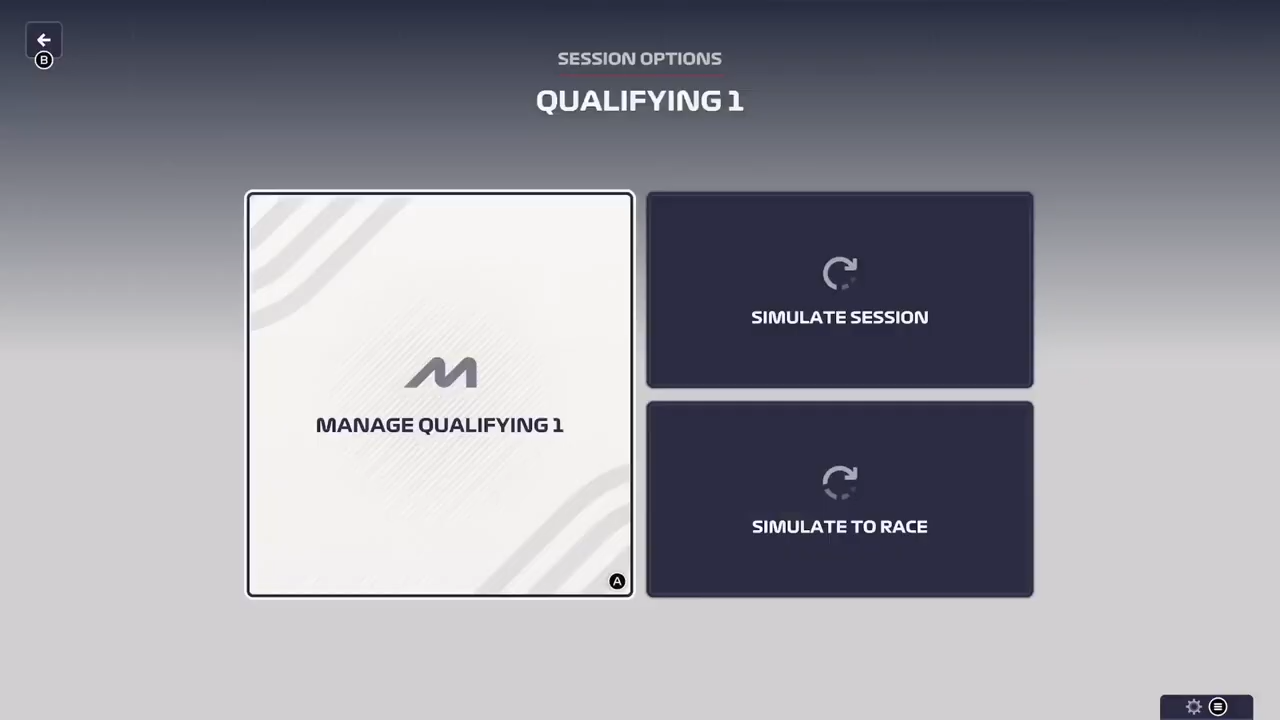 B
SESSION OPTIONS
QUALIFYING 1
MANAGE QUALIFYING 1
A
SIMULATE SESSION
SIMULATE TO RACE